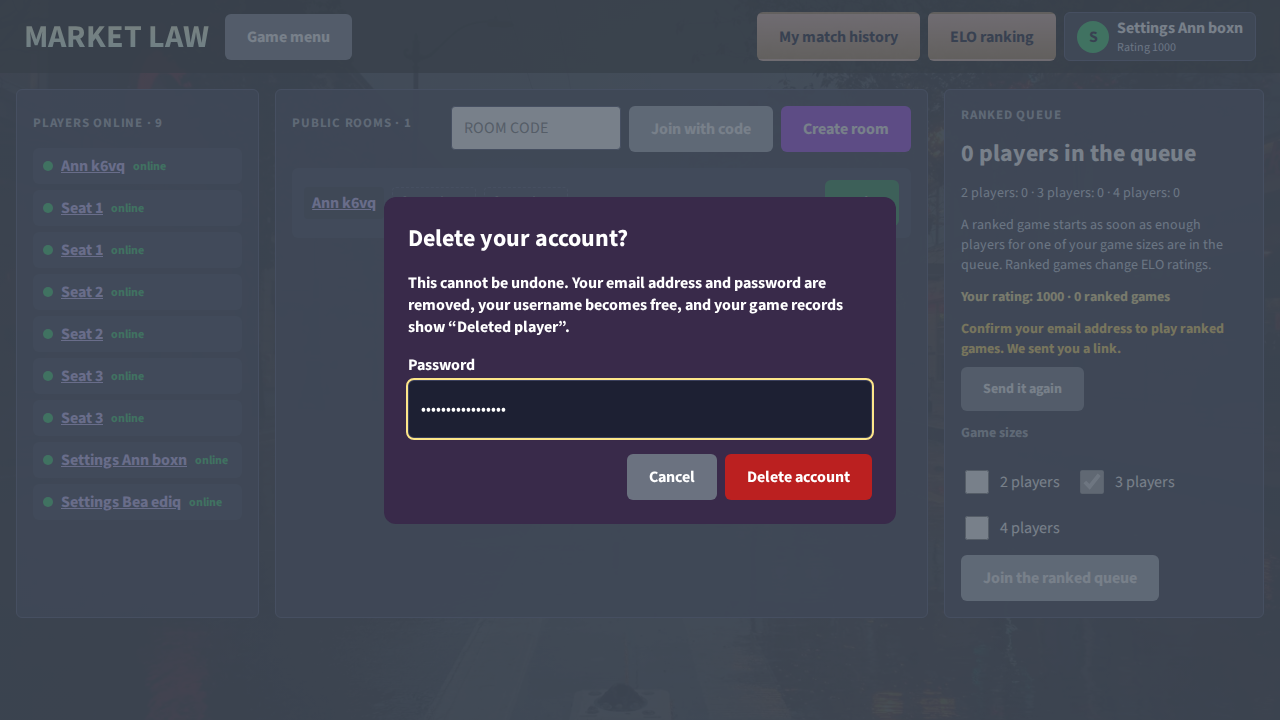 MARKET LAW
Game menu
My match history
ELO ranking
S
Settings Ann boxn
Rating 1000
PLAYERS ONLINE · 9
Ann k6vq online
Seat 1 online
Seat 1 online
Seat 2 online
Seat 2 online
Seat 3 online
Seat 3 online
Settings Ann boxn online
Settings Bea ediq online
PUBLIC ROOMS · 1
ROOM CODE
Join with code
Create room
Ann k6vq
Delete your account?
This cannot be undone. Your email address and password are
removed, your username becomes free, and your game records
show “Deleted player”.
Password
•••••••••••••••••
Cancel
Delete account
RANKED QUEUE
0 players in the queue
2 players: 0 · 3 players: 0 · 4 players: 0
A ranked game starts as soon as enough
players for one of your game sizes are in the
queue. Ranked games change ELO ratings.
Your rating: 1000 · 0 ranked games
Confirm your email address to play ranked
games. We sent you a link.
Send it again
Game sizes
2 players
3 players
4 players
Join the ranked queue